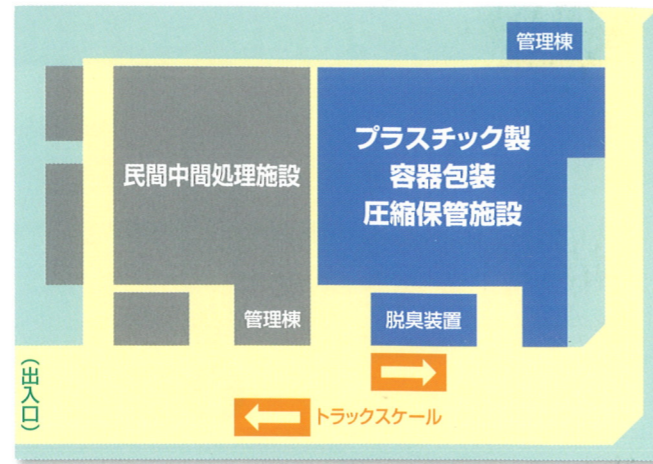 管理棟
プラスチック製
容器包装
圧縮保管施設
民間中間処理施設
管理棟
脱臭装置
（出入口）
トラックスケール